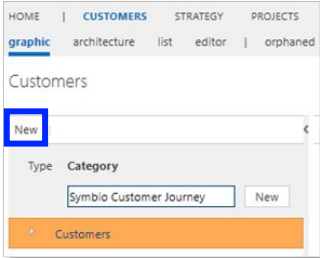 HOME | CUSTOMERS STRATEGY PROJECTS
graphic architecture list editor | orphaned
Customers
New
Type Category
Symbio Customer Journey New
Customers